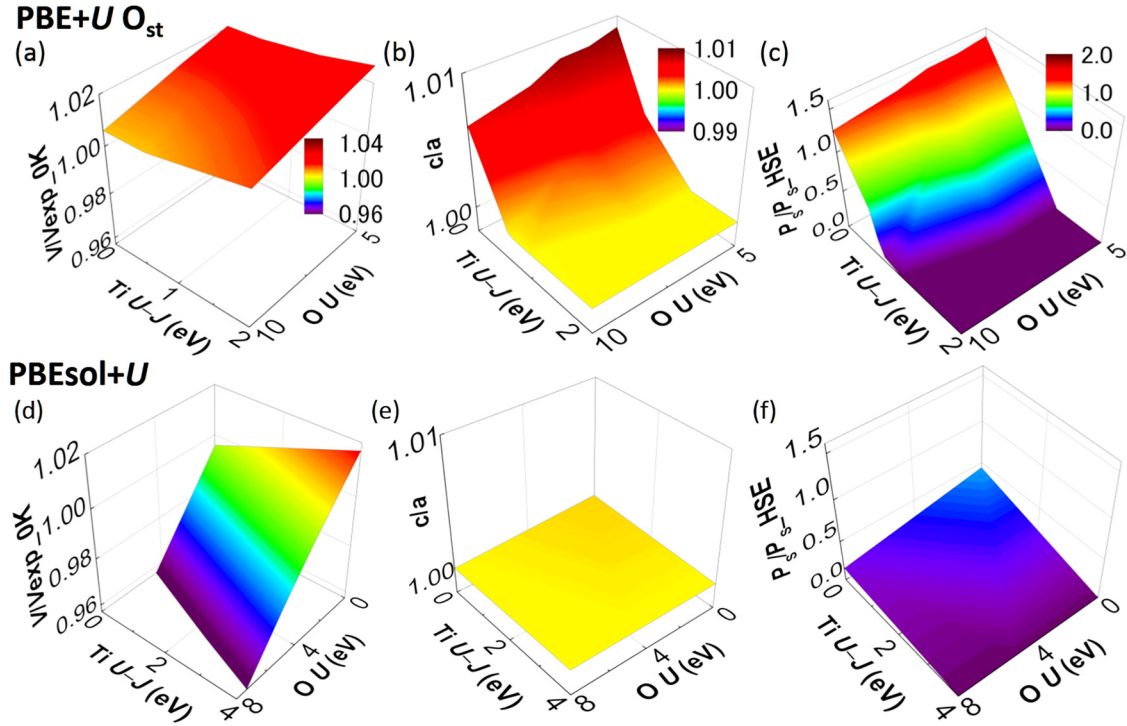 PBE+U Ost
(a)
V/Vexp_0K
1.02
1.00
0.98
0.96
0
1
2
Ti U–J (eV)
10
5
O U (eV)
1.04
1.00
0.96
(b)
c/a
1.01
1.00
0
2
Ti U–J (eV)
10
5
O U (eV)
1.01
1.00
0.99
(c)
Ps/Ps_HSE
1.5
1.0
0.5
0.0
0
2
Ti U–J (eV)
10
5
O U (eV)
2.0
1.0
0.0
PBEsol+U
(d)
V/Vexp_0K
1.02
1.00
0.98
0.96
0
2
4
Ti U–J (eV)
8
4
0
O U (eV)
(e)
c/a
1.01
1.00
0
2
4
Ti U–J (eV)
8
4
0
O U (eV)
(f)
Ps/Ps_HSE
1.5
1.0
0.5
0.0
0
2
4
Ti U–J (eV)
8
4
0
O U (eV)